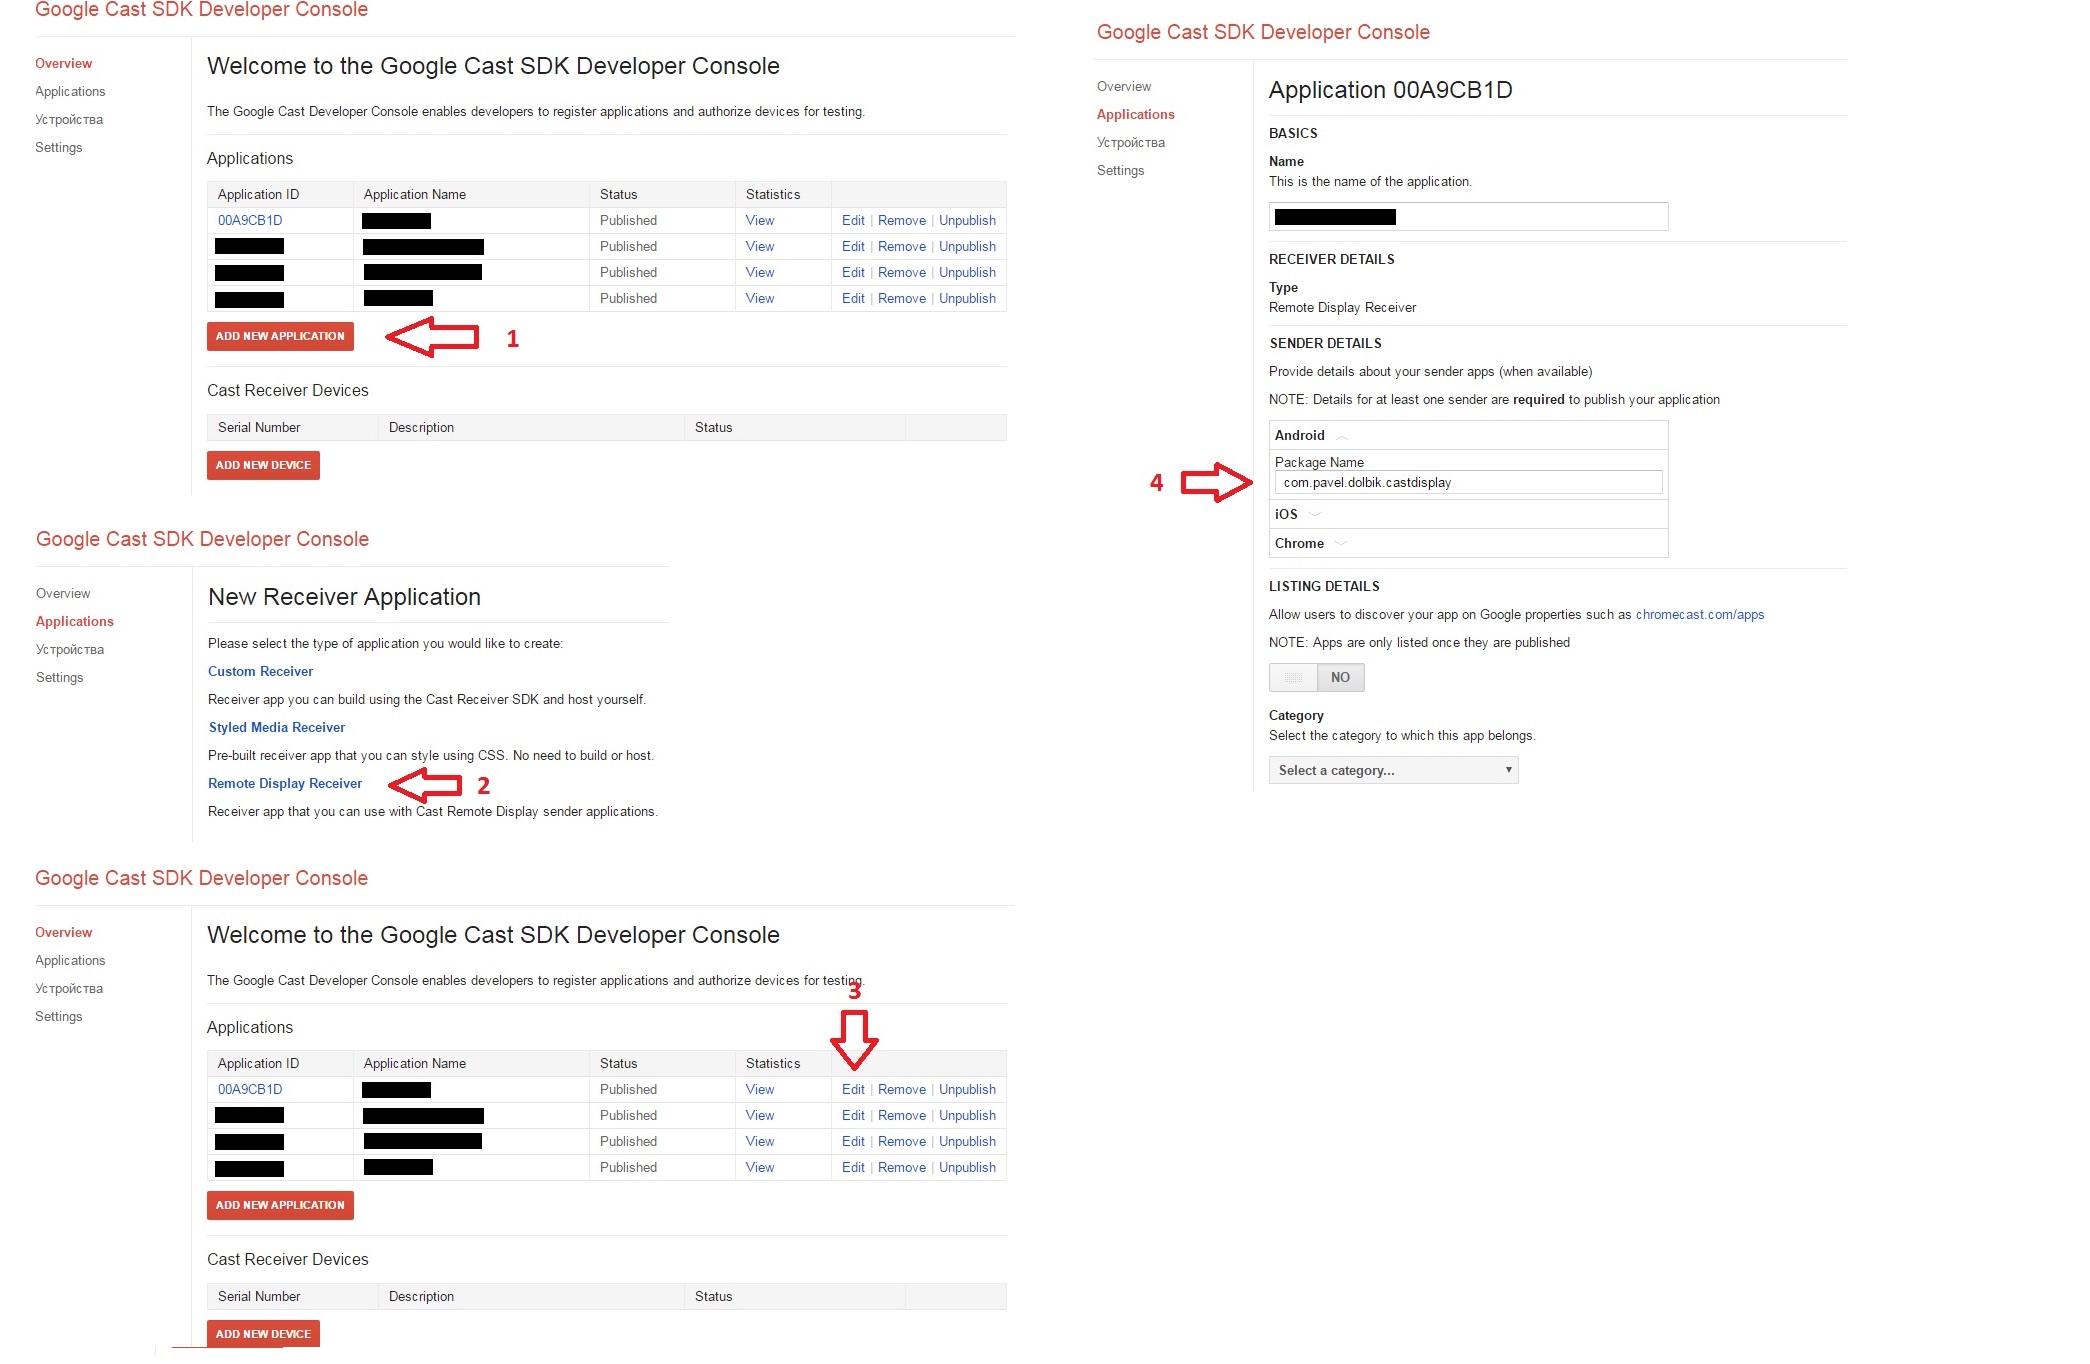 Google Cast SDK Developer Console
Overview
Applications
Устройства
Settings
Welcome to the Google Cast SDK Developer Console
The Google Cast Developer Console enables developers to register applications and authorize devices for testing.
Applications
Application ID Application Name Status Statistics
00A9CB1D Published View Edit | Remove | Unpublish
Published View Edit | Remove | Unpublish
Published View Edit | Remove | Unpublish
Published View Edit | Remove | Unpublish
ADD NEW APPLICATION 1
Cast Receiver Devices
Serial Number Description Status
ADD NEW DEVICE
Google Cast SDK Developer Console
Overview
Applications
Устройства
Settings
New Receiver Application
Please select the type of application you would like to create:
Custom Receiver
Receiver app you can build using the Cast Receiver SDK and host yourself.
Styled Media Receiver
Pre-built receiver app that you can style using CSS. No need to build or host.
Remote Display Receiver 2
Receiver app that you can use with Cast Remote Display sender applications.
Google Cast SDK Developer Console
Overview
Applications
Устройства
Settings
Welcome to the Google Cast SDK Developer Console
The Google Cast Developer Console enables developers to register applications and authorize devices for testing.
3
Applications
Application ID Application Name Status Statistics
00A9CB1D Published View Edit | Remove | Unpublish
Published View Edit | Remove | Unpublish
Published View Edit | Remove | Unpublish
Published View Edit | Remove | Unpublish
ADD NEW APPLICATION
Cast Receiver Devices
Serial Number Description Status
ADD NEW DEVICE
Google Cast SDK Developer Console
Overview
Applications
Устройства
Settings
Application 00A9CB1D
BASICS
Name
This is the name of the application.
RECEIVER DETAILS
Type
Remote Display Receiver
SENDER DETAILS
Provide details about your sender apps (when available)
NOTE: Details for at least one sender are required to publish your application
Android
Package Name
4 com.pavel.dolbik.castdisplay
iOS
Chrome
LISTING DETAILS
Allow users to discover your app on Google properties such as chromecast.com/apps
NOTE: Apps are only listed once they are published
NO
Category
Select the category to which this app belongs.
Select a category...